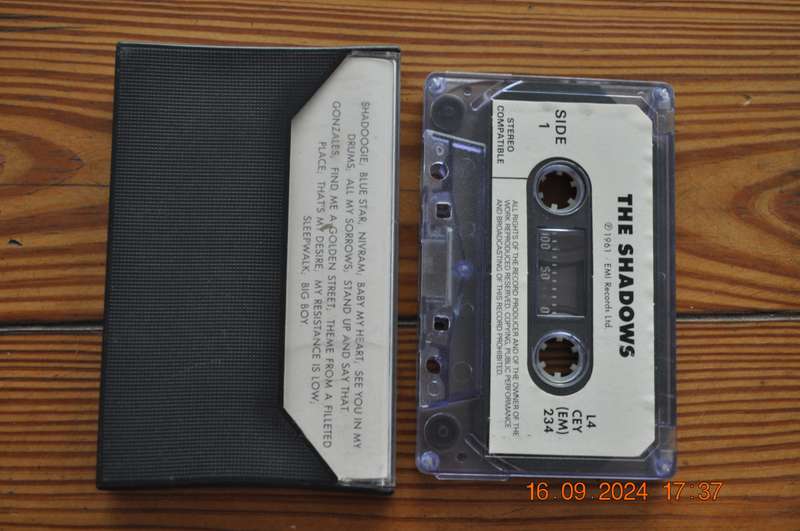 SHADOOGIE, BLUE STAR, NIVRAM, BABY MY HEART, SEE YOU IN MY
DRUMS, ALL MY SORROWS, STAND UP AND SAY THAT
GONZALES, FIND ME A GOLDEN STREET, THEME FROM A FILLETED
PLACE, THAT'S MY DESIRE, MY RESISTANCE IS LOW,
SLEEPWALK, BIG BOY
THE SHADOWS
℗ 1961 / EMI Records Ltd.
SIDE
1
L4
CEY
(EM)
234
100 50 0
STEREO
COMPATIBLE
ALL RIGHTS OF THE RECORD PRODUCER AND OF THE OWNER OF THE
WORK REPRODUCED RESERVED. COPYING, PUBLIC PERFORMANCE
AND BROADCASTING OF THIS RECORD PROHIBITED.
16.09.2024 17:37